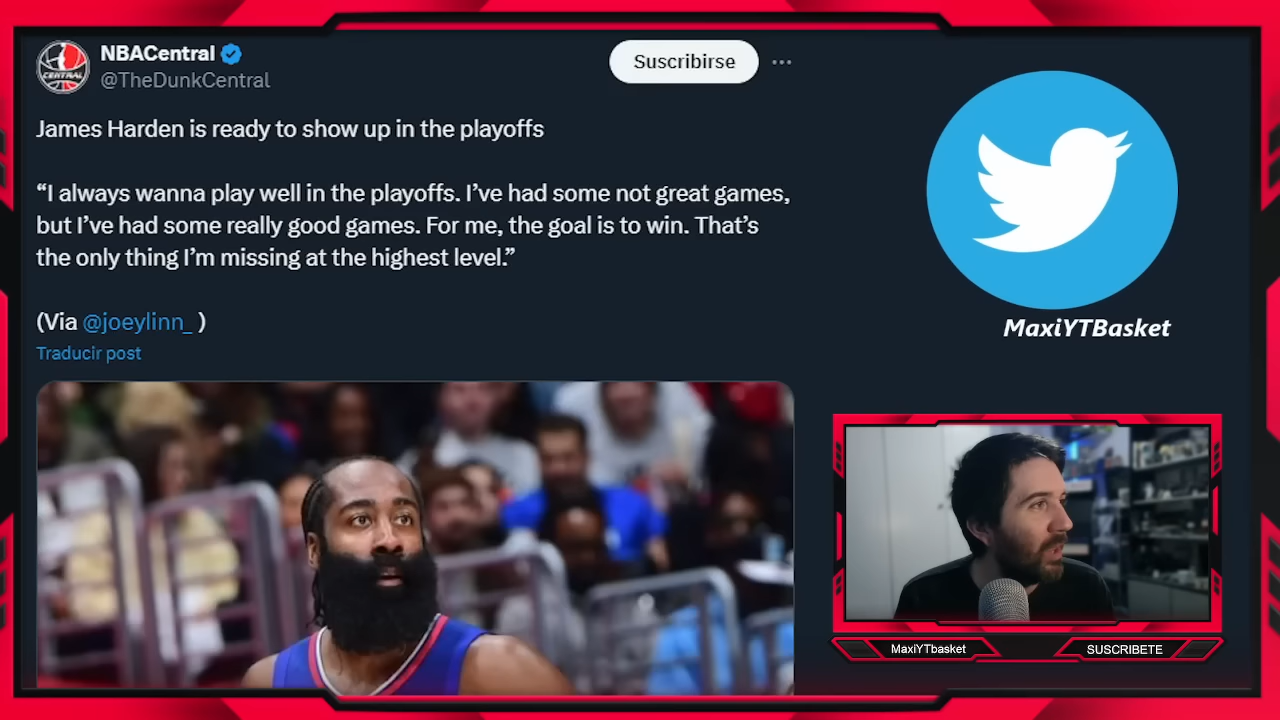 NBACentral
@TheDunkCentral
Suscribirse
James Harden is ready to show up in the playoffs
“I always wanna play well in the playoffs. I’ve had some not great games,
but I’ve had some really good games. For me, the goal is to win. That’s
the only thing I’m missing at the highest level.”
(Via @joeylinn_ )
Traducir post
CENTRAL
MaxiYTBasket
MaxiYTbasket
SUSCRIBETE